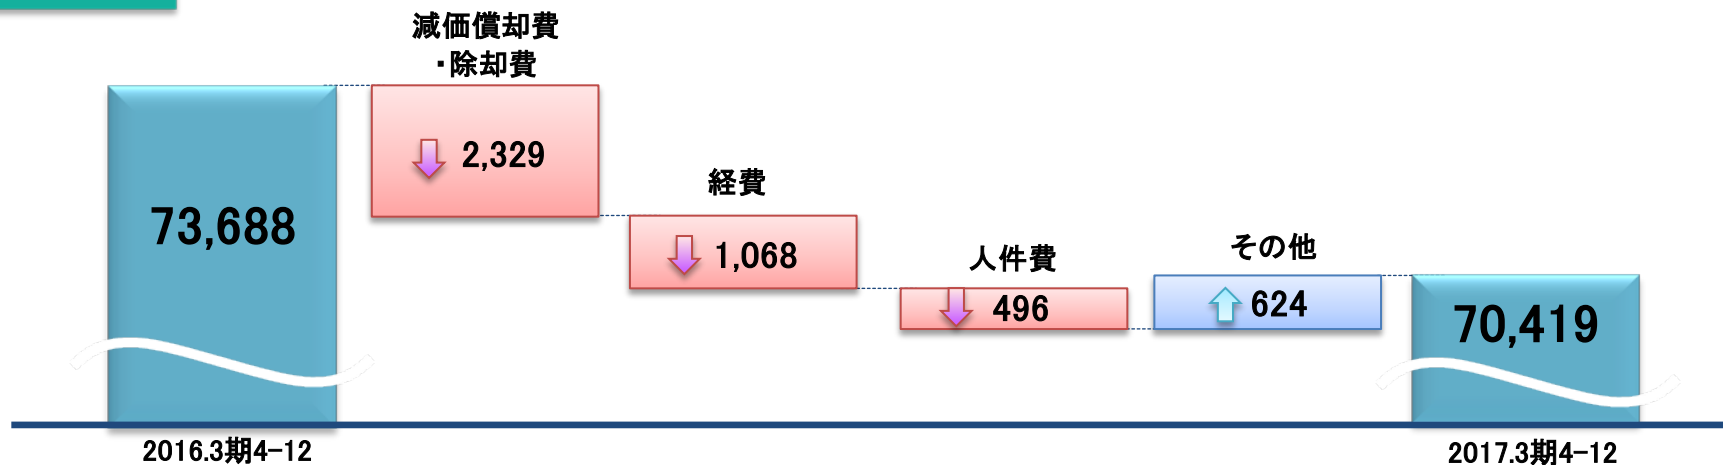 減価償却費
・除却費
73,688
2,329
経費
1,068
人件費
496
その他
624
70,419
2016.3期4-12
2017.3期4-12